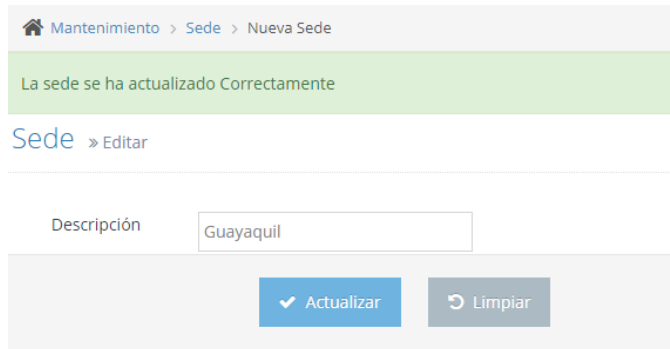 Mantenimiento > Sede > Nueva Sede
La sede se ha actualizado Correctamente
Sede » Editar
Descripción Guayaquil
Actualizar Limpiar